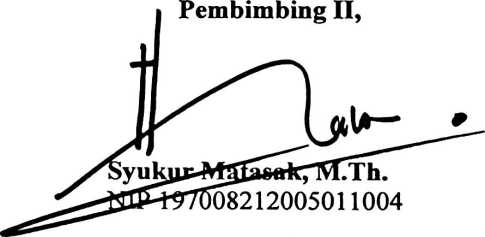 Pembimbing II,
Syukur Matasak, M.Th.
NIP 197008212005011004